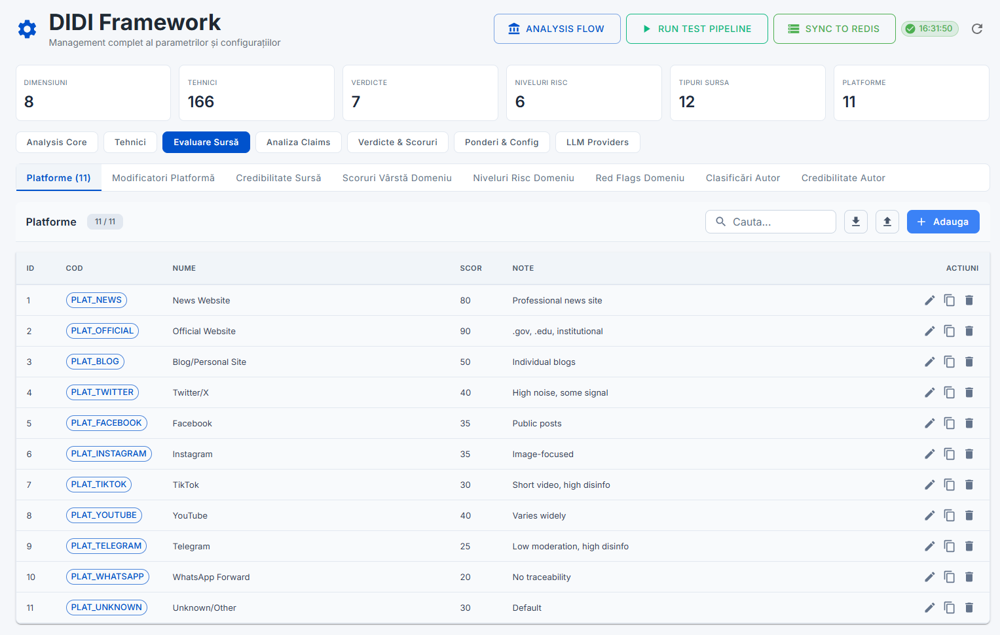 DIDI Framework
Management complet al parametrilor și configurațiilor
ANALYSIS FLOW
RUN TEST PIPELINE
SYNC TO REDIS
16:31:50
DIMENSIUNI
8
TEHNICI
166
VERDICTE
7
NIVELURI RISC
6
TIPURI SURSA
12
PLATFORME
11
Analysis Core
Tehnici
Evaluare Sursă
Analiza Claims
Verdicte & Scoruri
Ponderi & Config
LLM Providers
Platforme (11)
Modificatori Platformă
Credibilitate Sursă
Scoruri Vârstă Domeniu
Niveluri Risc Domeniu
Red Flags Domeniu
Clasificări Autor
Credibilitate Autor
Platforme
11 / 11
Cauta...
Adauga
ID COD NUME SCOR NOTE ACTIUNI
1 PLAT_NEWS News Website 80 Professional news site
2 PLAT_OFFICIAL Official Website 90 .gov, .edu, institutional
3 PLAT_BLOG Blog/Personal Site 50 Individual blogs
4 PLAT_TWITTER Twitter/X 40 High noise, some signal
5 PLAT_FACEBOOK Facebook 35 Public posts
6 PLAT_INSTAGRAM Instagram 35 Image-focused
7 PLAT_TIKTOK TikTok 30 Short video, high disinfo
8 PLAT_YOUTUBE YouTube 40 Varies widely
9 PLAT_TELEGRAM Telegram 25 Low moderation, high disinfo
10 PLAT_WHATSAPP WhatsApp Forward 20 No traceability
11 PLAT_UNKNOWN Unknown/Other 30 Default